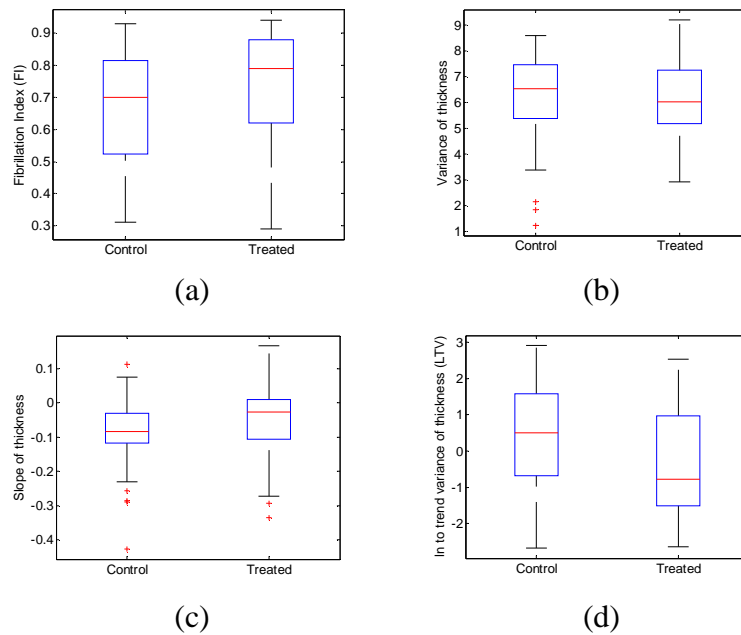 Fibrillation Index (FI)
0.9
0.8
0.7
0.6
0.5
0.4
0.3
Control Treated
(a)
Variance of thickness
9
8
7
6
5
4
3
2
1
Control Treated
(b)
Slope of thickness
0.1
0
-0.1
-0.2
-0.3
-0.4
Control Treated
(c)
ln to trend variance of thickness (LTV)
3
2
1
0
-1
-2
Control Treated
(d)